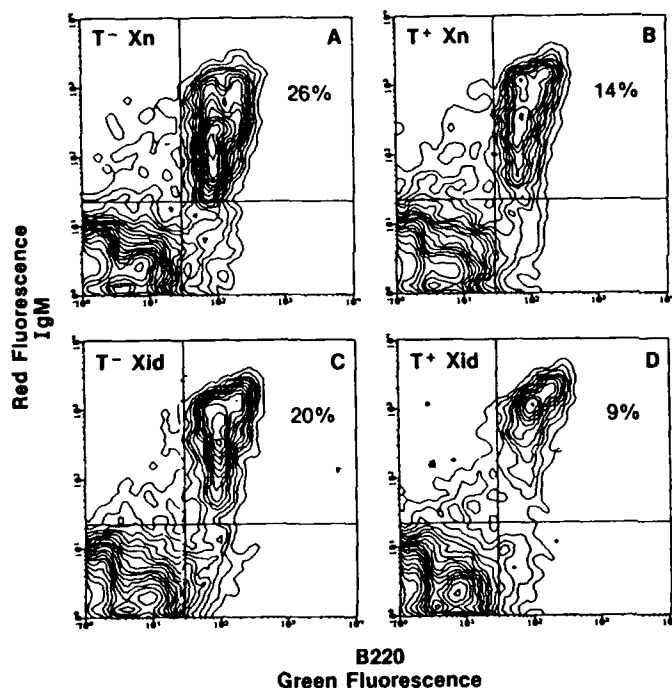 T⁻ Xn
A
26%
T⁺ Xn
B
14%
T⁻ Xid
C
20%
T⁺ Xid
D
9%
Red Fluorescence
IgM
B220
Green Fluorescence